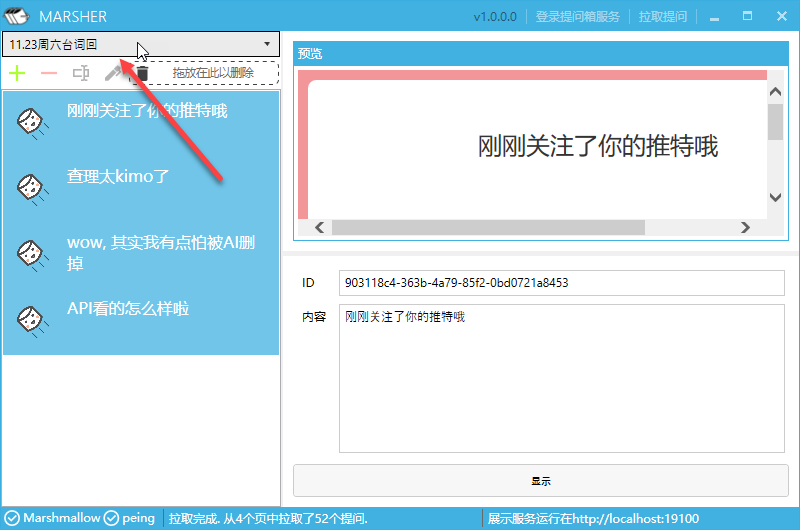 MARSHER
v1.0.0.0
登录提问箱服务
拉取提问
11.23周六台词回
拖放在此以删除
刚刚关注了你的推特哦
查理太kimo了
wow, 其实我有点怕被AI删
掉
API看的怎么样啦
预览
刚刚关注了你的推特哦
ID
903118c4-363b-4a79-85f2-0bd0721a8453
内容
刚刚关注了你的推特哦
显示
Marshmallow
peing
拉取完成. 从4个页中拉取了52个提问.
展示服务运行在http://localhost:19100